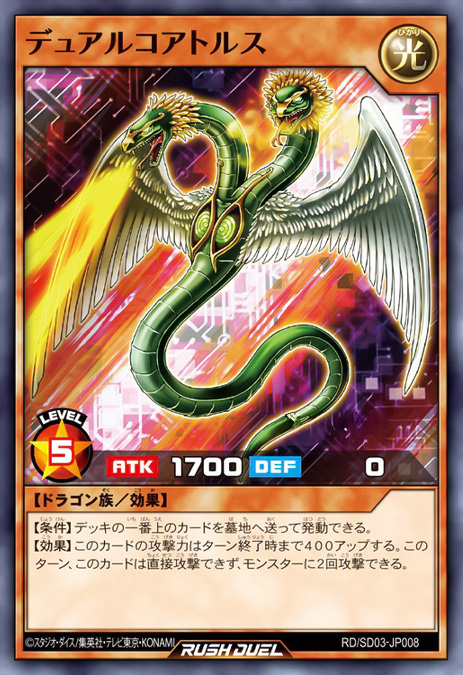 デュアルコアトルス
ひかり
光
LEVEL
5
ATK 1700 DEF 0
【ドラゴン族／効果】
【条件】デッキの一番上のカードを墓地へ送って発動できる。
【効果】このカードの攻撃力はターン終了時まで４００アップする。この
ターン、このカードは直接攻撃できず、モンスターに2回攻撃できる。
©スタジオ・ダイス/集英社・テレビ東京・KONAMI
RUSH DUEL
RD/SD03-JP008